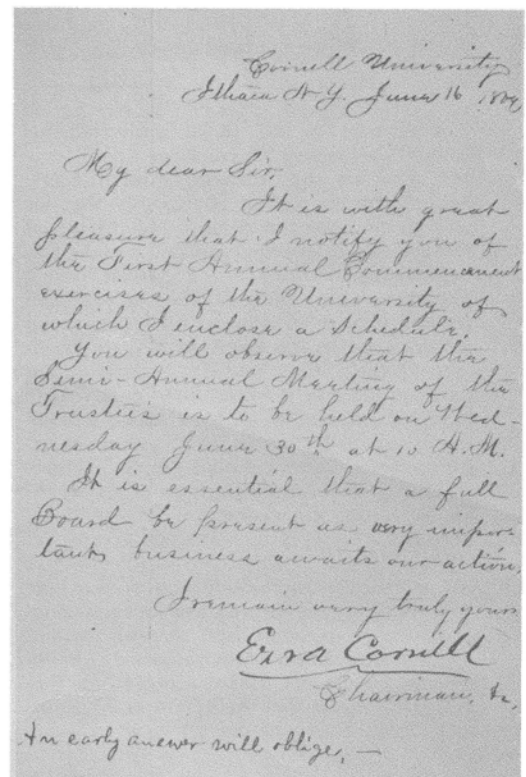 Cornell University
Ithaca N.Y. June 16
My dear Sir,
It is with great
pleasure that I notify you of
the First Annual Commencement
exercises of the University of
which I enclose a Schedule.
You will observe that the
Semi-Annual Meeting of the
Trustees is to be held on Wed-
nesday June 30th at 10 A.M.
It is essential that a full
Board be present as very impor-
tant business awaits our action.
I remain very truly yours
Ezra Cornell
Chairman, &c,
An early answer will oblige, —